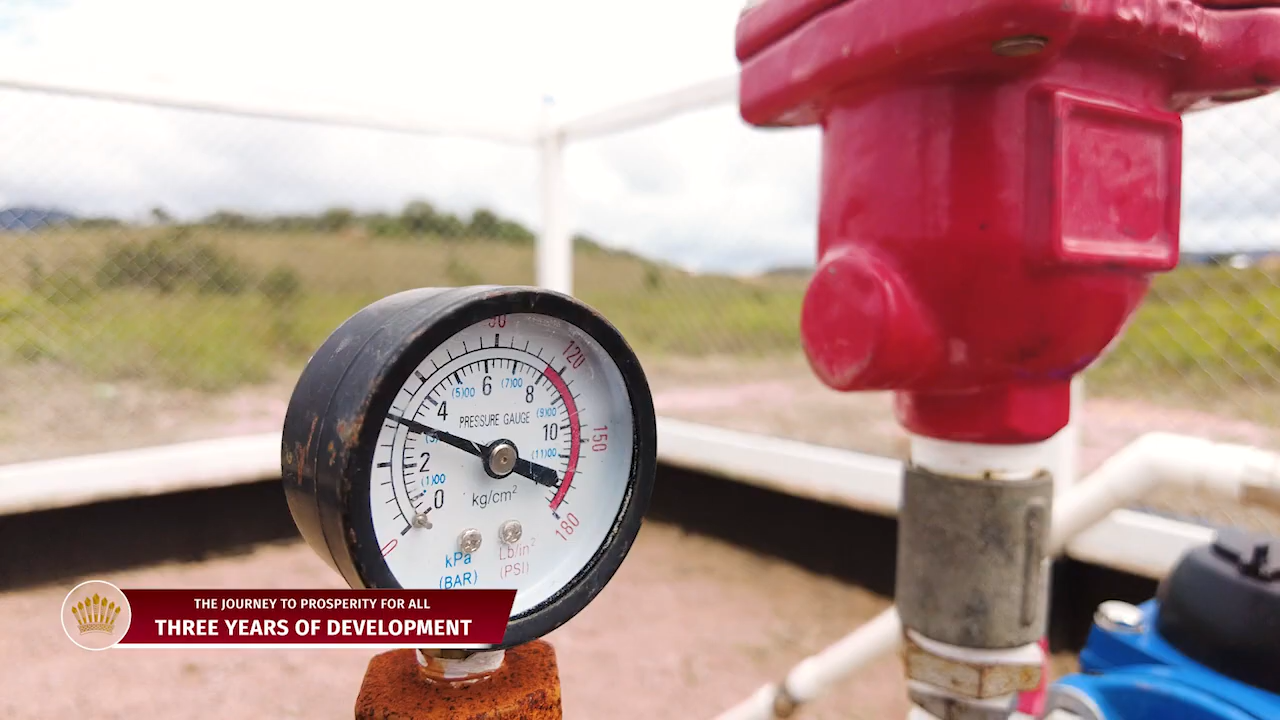 90
120
6
(5)00
(7)00
4
8
PRESSURE GAUGE
(9)00
10
150
2
(11)00
(1)00
0
kg/cm²
180
0
kPa
(BAR)
Lb/in²
(PSI)
THE JOURNEY TO PROSPERITY FOR ALL
THREE YEARS OF DEVELOPMENT